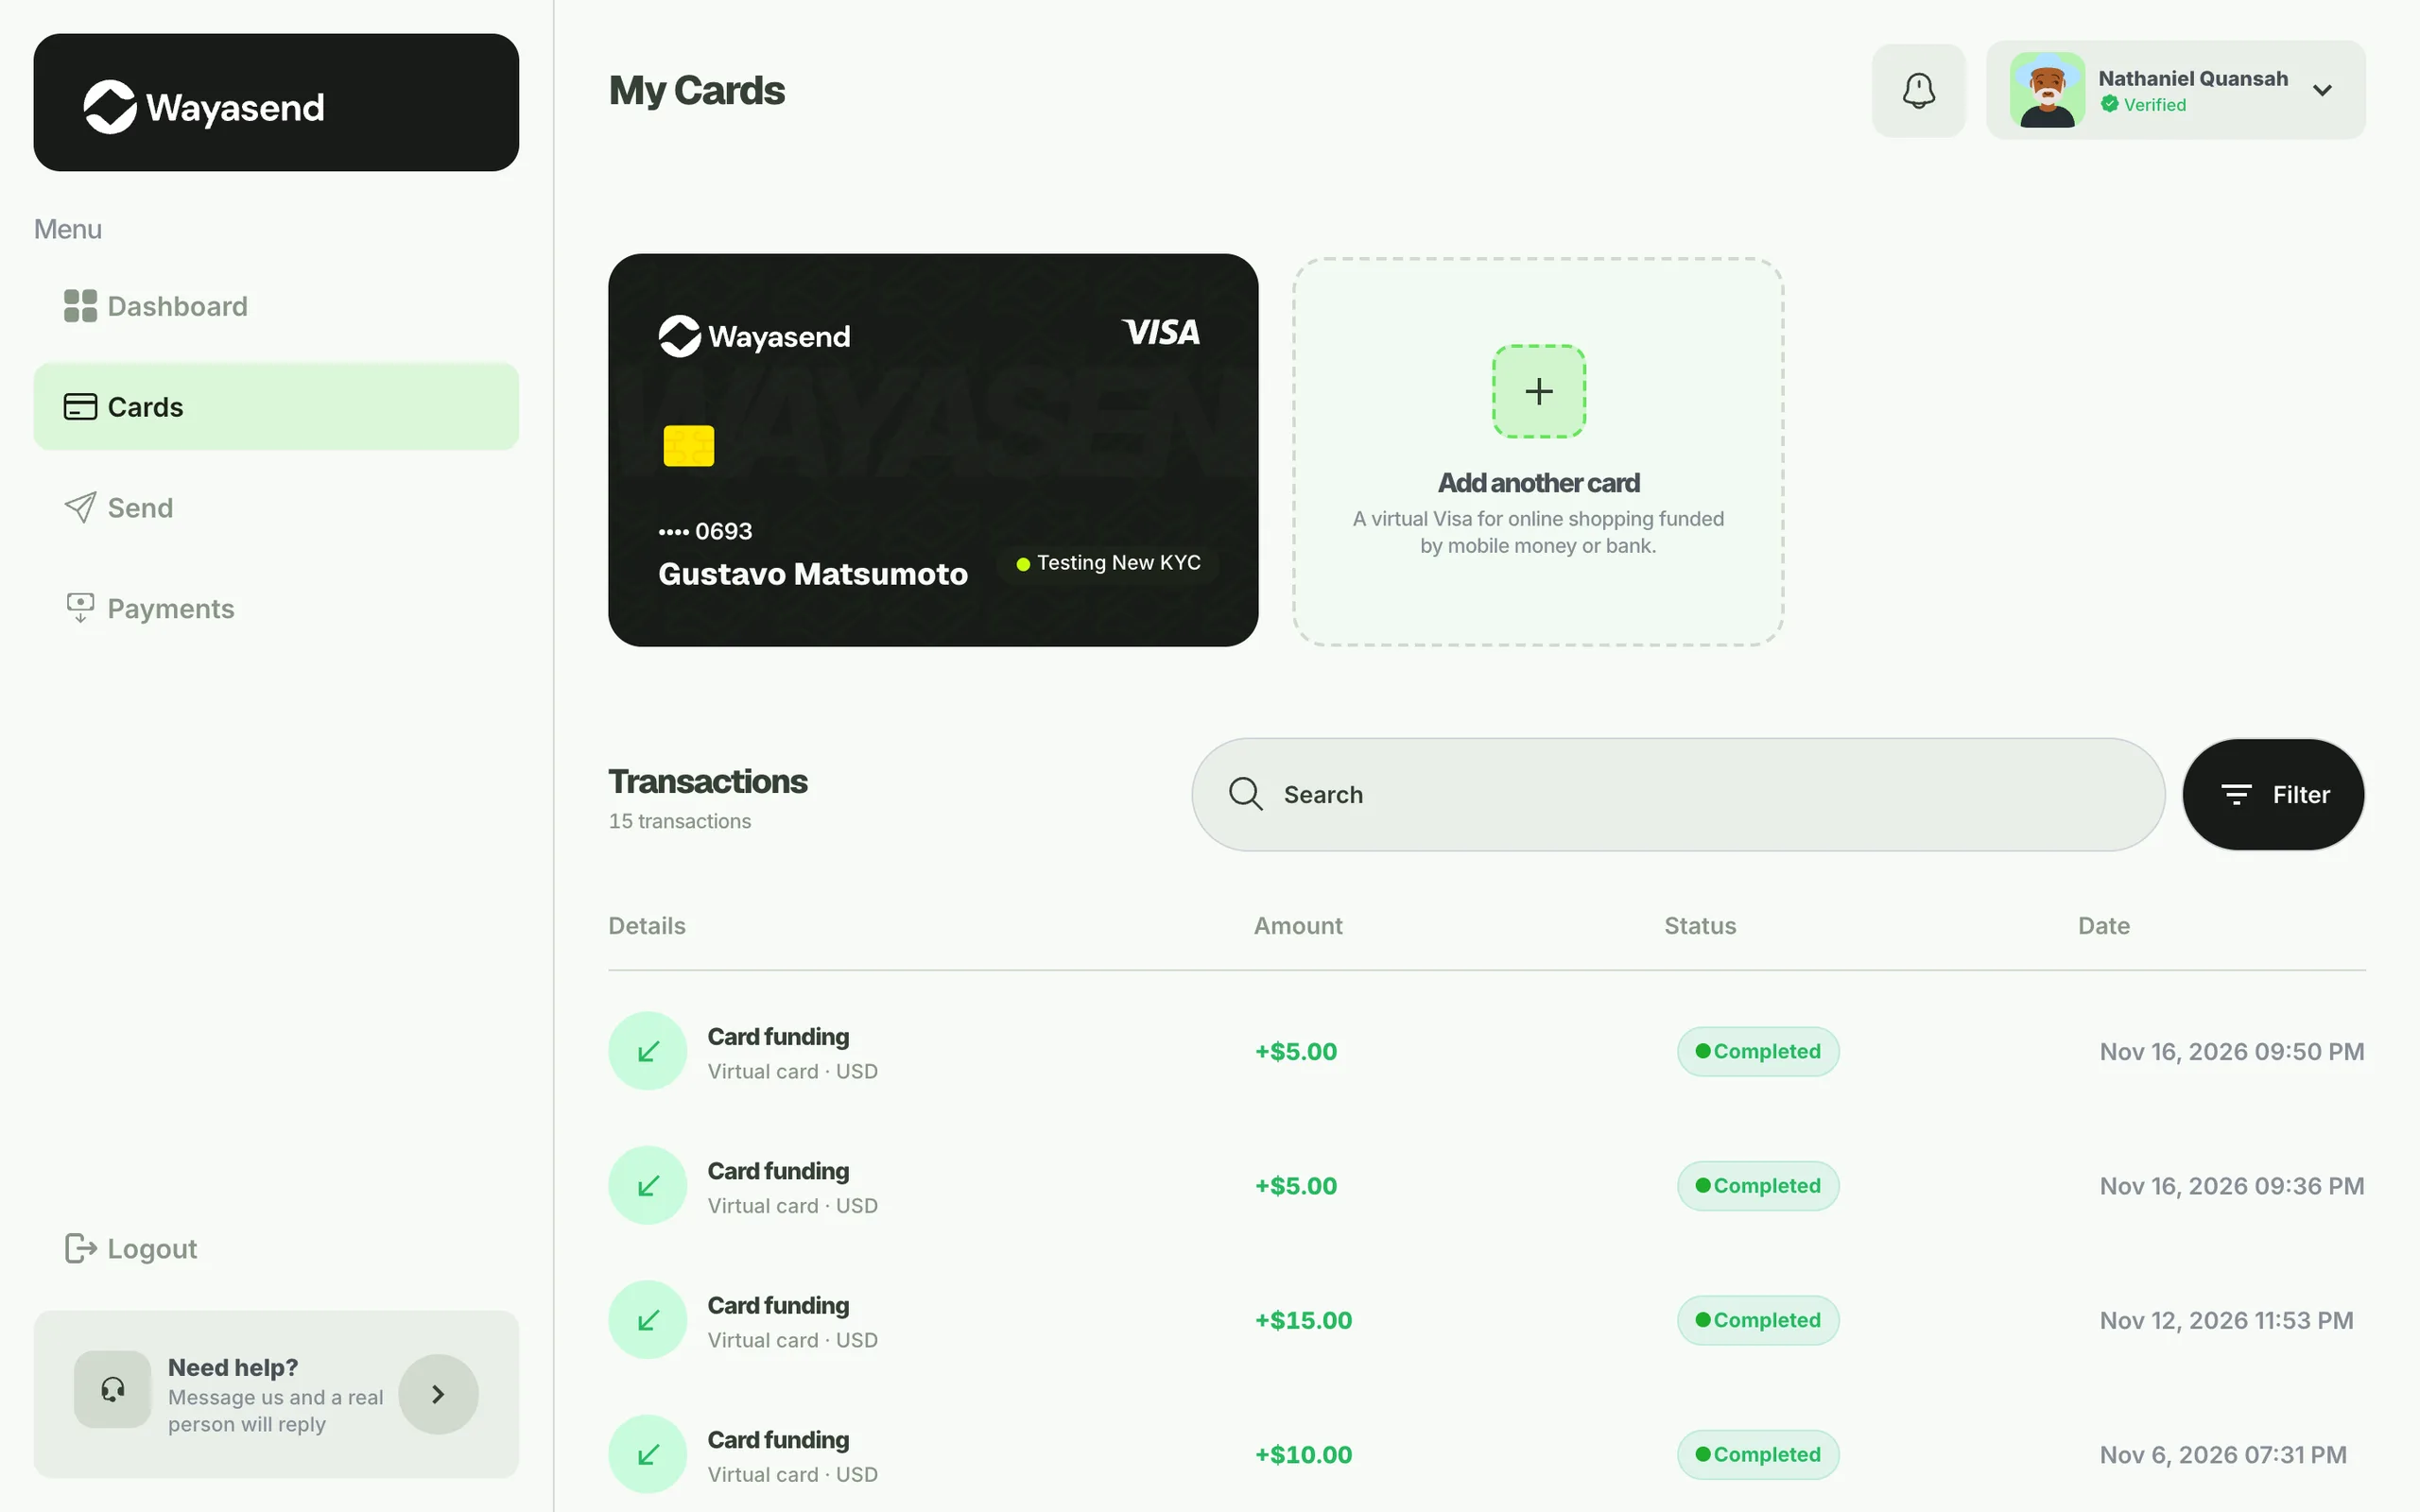 Wayasend
Menu
Dashboard
Cards
Send
Payments
Logout
Need help?
Message us and a real
person will reply
My Cards
Nathaniel Quansah
Verified
Wayasend
VISA
WAYASEN
•••• 0693
Gustavo Matsumoto
Testing New KYC
Add another card
A virtual Visa for online shopping funded
by mobile money or bank.
Transactions
15 transactions
Search
Filter
Details Amount Status Date
Card funding
Virtual card · USD
+$5.00
Completed
Nov 16, 2026 09:50 PM
Card funding
Virtual card · USD
+$5.00
Completed
Nov 16, 2026 09:36 PM
Card funding
Virtual card · USD
+$15.00
Completed
Nov 12, 2026 11:53 PM
Card funding
Virtual card · USD
+$10.00
Completed
Nov 6, 2026 07:31 PM